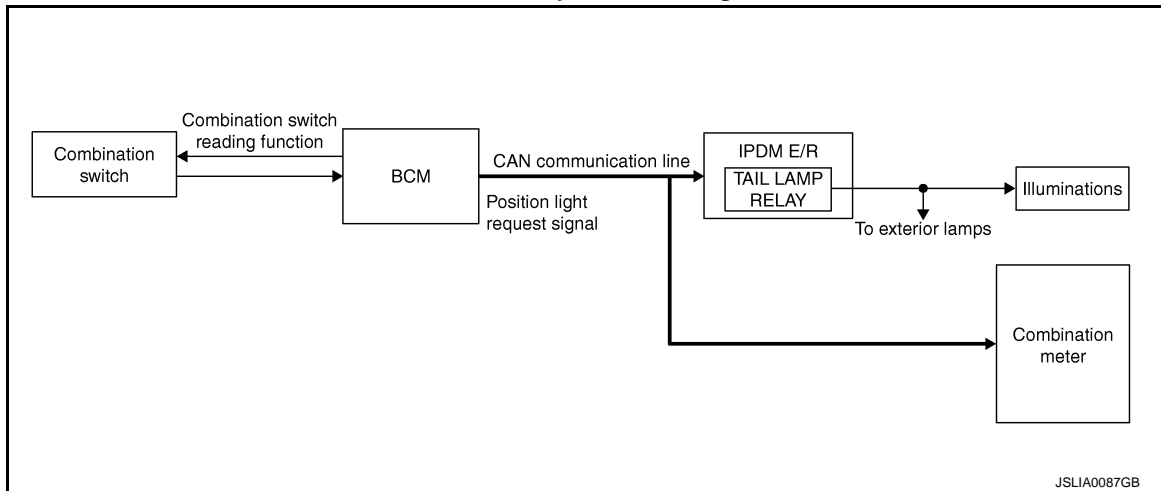 Combination switch
reading function
Combination
switch
BCM
CAN communication line
Position light
request signal
IPDM E/R
TAIL LAMP
RELAY
Illuminations
To exterior lamps
Combination
meter
JSLIA0087GB